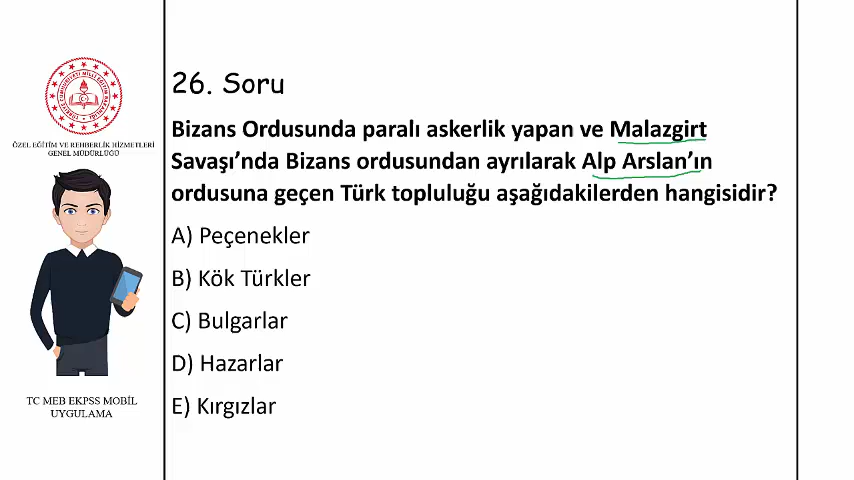 26. Soru
Bizans Ordusunda paralı askerlik yapan ve Malazgirt
Savaşı'nda Bizans ordusundan ayrılarak Alp Arslan'ın
ordusuna geçen Türk topluluğu aşağıdakilerden hangisidir?
A) Peçenekler
B) Kök Türkler
C) Bulgarlar
D) Hazarlar
E) Kırgızlar
ÖZEL EĞİTİM VE REHBERLİK HİZMETLERİ
GENEL MÜDÜRLÜĞÜ
TC MEB EKPSS MOBİL
UYGULAMA